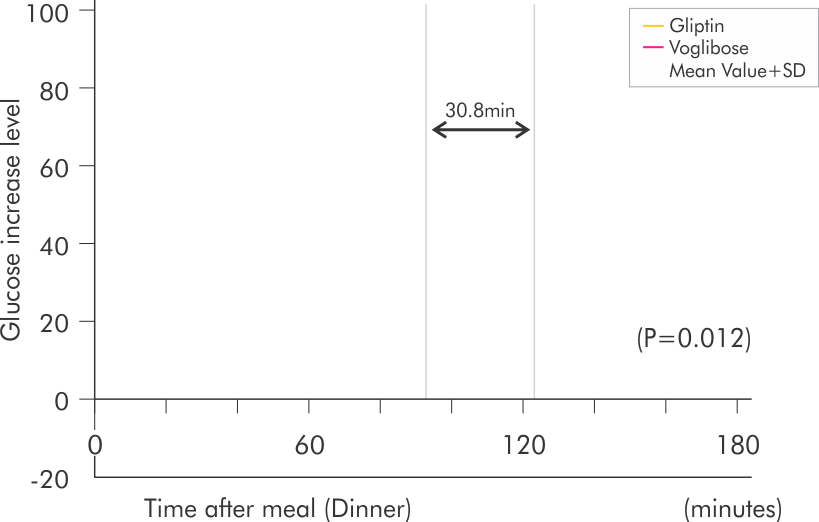 100
80
60
40
20
0
-20
Glucose increase level
Gliptin
Voglibose
Mean Value+SD
30.8min
(P=0.012)
0 60 120 180
Time after meal (Dinner) (minutes)